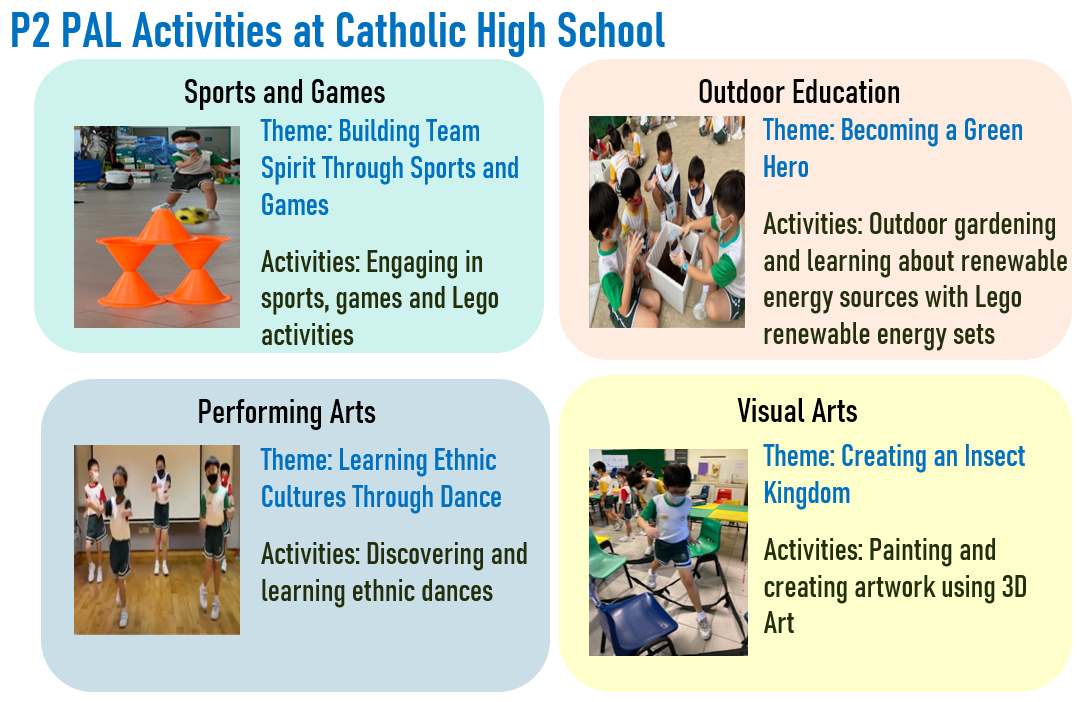 P2 PAL Activities at Catholic High School
Sports and Games
Theme: Building Team
Spirit Through Sports and
Games
Activities: Engaging in
sports, games and Lego
activities
Outdoor Education
Theme: Becoming a Green
Hero
Activities: Outdoor gardening
and learning about renewable
energy sources with Lego
renewable energy sets
Performing Arts
Theme: Learning Ethnic
Cultures Through Dance
Activities: Discovering and
learning ethnic dances
Visual Arts
Theme: Creating an Insect
Kingdom
Activities: Painting and
creating artwork using 3D
Art